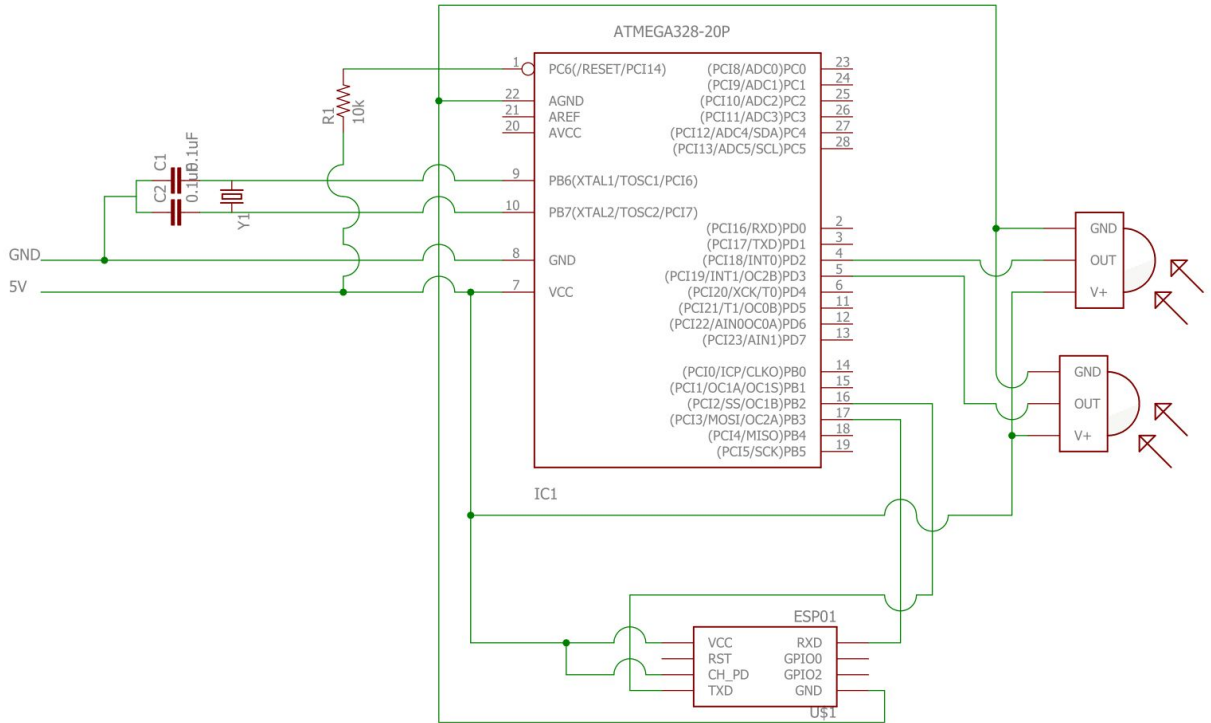 ATMEGA328-20P
1
PC6(/RESET/PCI14)
22
AGND
21
AREF
20
AVCC
9
PB6(XTAL1/TOSC1/PCI6)
10
PB7(XTAL2/TOSC2/PCI7)
8
GND
7
VCC
(PCI8/ADC0)PC0
23
(PCI9/ADC1)PC1
24
(PCI10/ADC2)PC2
25
(PCI11/ADC3)PC3
26
(PCI12/ADC4/SDA)PC4
27
(PCI13/ADC5/SCL)PC5
28
(PCI16/RXD)PD0
2
(PCI17/TXD)PD1
3
(PCI18/INT0)PD2
4
(PCI19/INT1/OC2B)PD3
5
(PCI20/XCK/T0)PD4
6
(PCI21/T1/OC0B)PD5
11
(PCI22/AIN0OC0A)PD6
12
(PCI23/AIN1)PD7
13
(PCI0/ICP/CLKO)PB0
14
(PCI1/OC1A/OC1S)PB1
15
(PCI2/SS/OC1B)PB2
16
(PCI3/MOSI/OC2A)PB3
17
(PCI4/MISO)PB4
18
(PCI5/SCK)PB5
19
IC1
R1
10k
C1
0.1uF
C2
0.1uF
Y1
GND
5V
GND
OUT
V+
GND
OUT
V+
ESP01
VCC
RST
CH_PD
TXD
RXD
GPIO0
GPIO2
GND
U$1